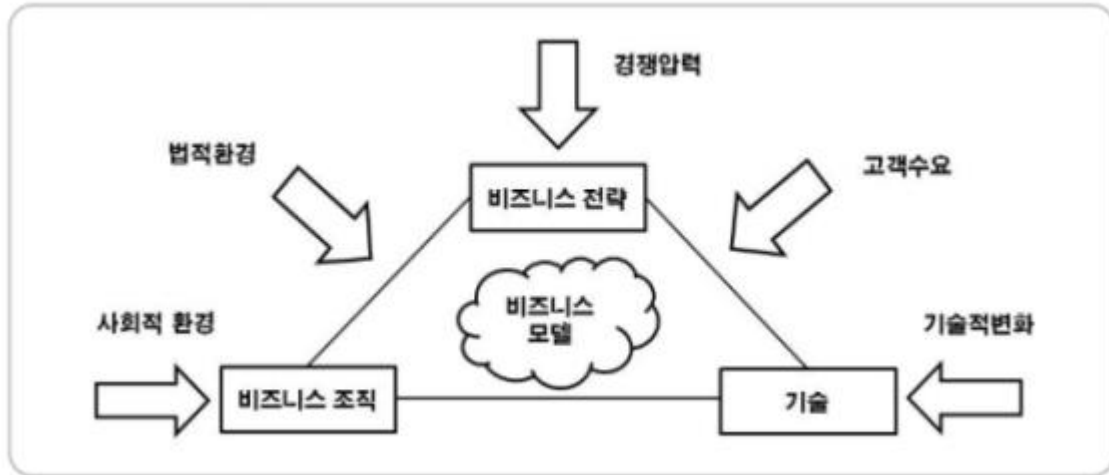 경쟁압력
법적환경
고객수요
비즈니스 전략
비즈니스
모델
사회적 환경
기술적변화
비즈니스 조직
기술